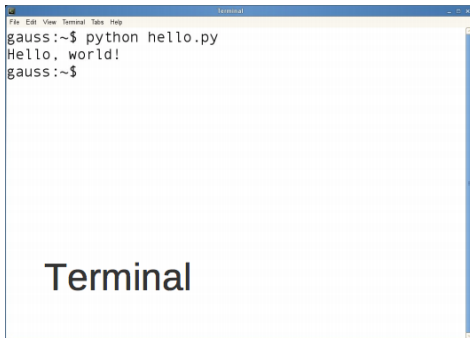 Terminal
File Edit View Terminal Tabs Help
gauss:~$ python hello.py
Hello, world!
gauss:~$
Terminal